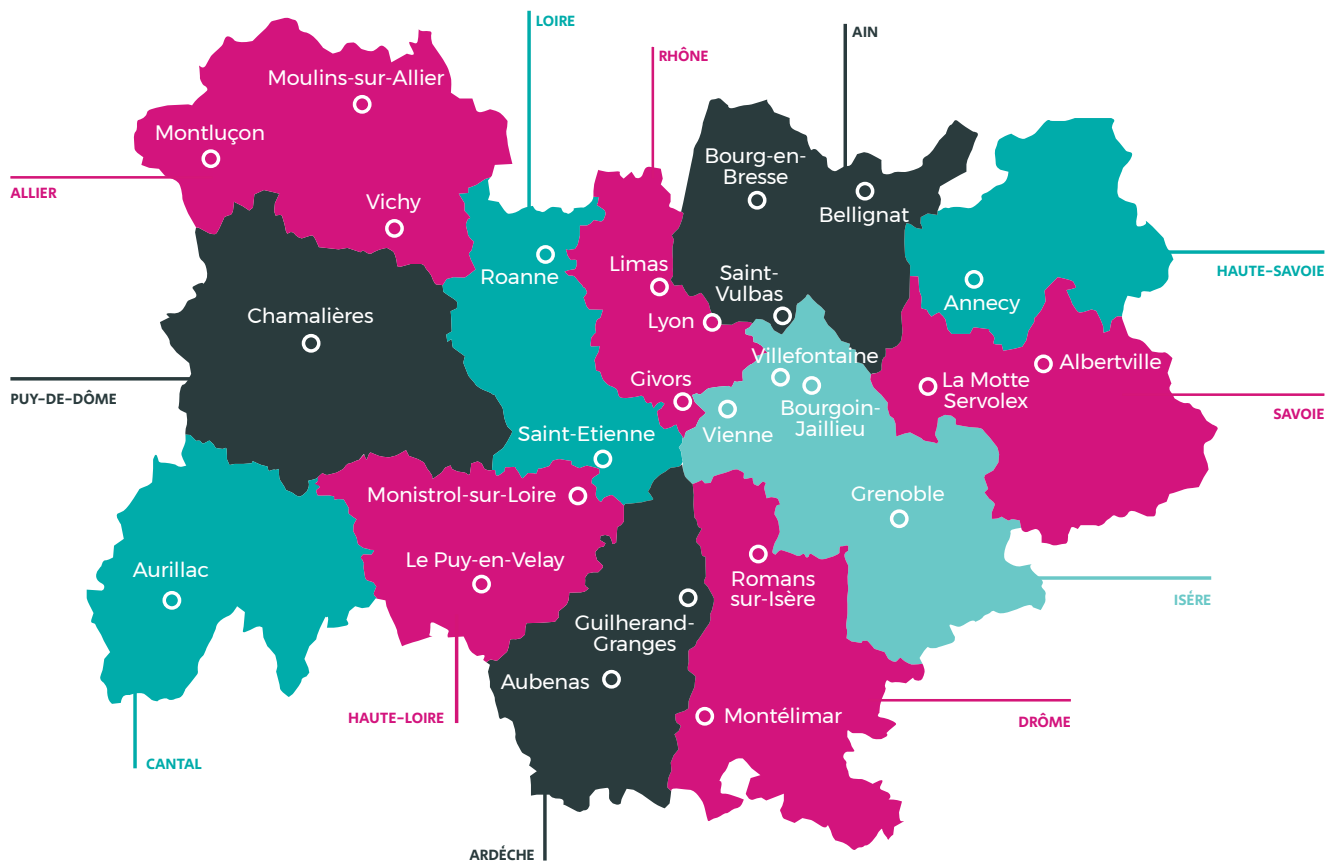 LOIRE
AIN
RHÔNE
Moulins-sur-Allier
Montluçon
Bourg-en-
Bresse
ALLIER
Vichy
Bellignat
Roanne
Limas
Saint-
Vulbas
HAUTE-SAVOIE
Annecy
Chamalières
Lyon
Villefontaine
Albertville
Givors
La Motte
Servolex
PUY-DE-DÔME
Bourgoin-
Jaillieu
SAVOIE
Saint-Etienne
Vienne
Monistrol-sur-Loire
Grenoble
Le Puy-en-Velay
Aurillac
Romans
sur-Isère
ISÉRE
Guilherand-
Granges
Aubenas
Montélimar
HAUTE-LOIRE
DRÔME
CANTAL
ARDÉCHE